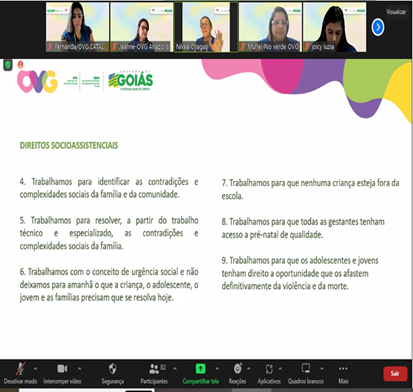 Visualizar
Fernanda/OVG.CATAL...
Jeanne-OVG Anápolis
Nivea Chagas
Muriel/Rio verde OVG
joicy luzia
OVG
GOIÁS
DIREITOS SOCIOASSISTENCIAIS
4. Trabalhamos para identificar as contradições e
complexidades sociais da família e da comunidade.
5. Trabalhamos para resolver, a partir do trabalho
técnico e especializado, as contradições e
complexidades sociais da família.
6. Trabalhamos com o conceito de urgência social e não
deixamos para amanhã o que a criança, o adolescente, o
jovem e as famílias precisam que se resolva hoje.
7. Trabalhamos para que nenhuma criança esteja fora da
escola.
8. Trabalhamos para que todas as gestantes tenham
acesso a pré-natal de qualidade.
9. Trabalhamos para que os adolescentes e jovens
tenham direito a oportunidade que os afastem
definitivamente da violência e da morte.
82
Desativar mudo
Interromper vídeo
Segurança
Participantes
Compartilhar tela
Reações
Aplicativos
Quadros brancos
Mais
Sair